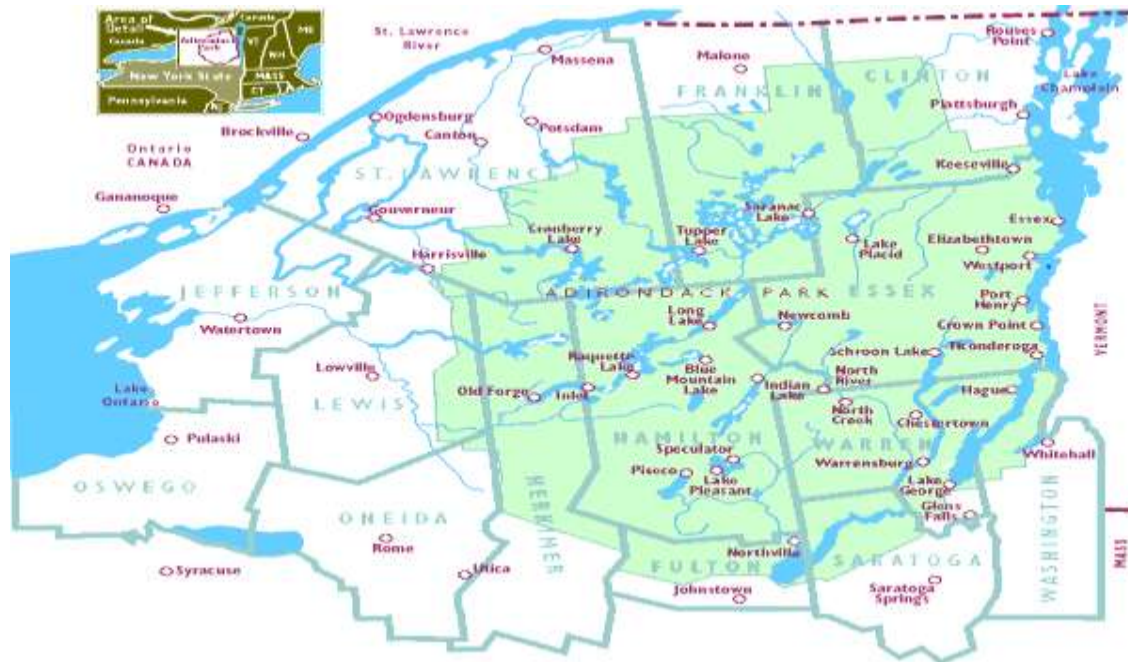 Area of
Detail
Canada
Canada
ME
Adirondack
Park
VT
NH
New York State
MASS
CT
Pennsylvania
St. Lawrence
River
Massena
Malone
Rouses
Point
FRANKLIN
CLINTON
Lake
Champlain
Plattsburgh
Ogdensburg
Brockville
Canton
Potsdam
Ontario
CANADA
ST. LAWRENCE
Keeseville
Gananoque
Gouverneur
Saranac
Lake
Essex
Cranberry
Lake
Tupper
Lake
Lake
Placid
Elizabethtown
Westport
Harrisville
JEFFERSON
ADIRONDACK PARK
ESSEX
Port
Henry
Watertown
Long
Lake
Newcomb
Crown Point
VERMONT
Lowville
Raquette
Lake
Blue
Mountain
Lake
Schroon Lake
Ticonderoga
Lake
Ontario
LEWIS
Old Forge
Inlet
Indian
Lake
North
River
Hague
North
Creek
Chestertown
Pulaski
HAMILTON
WARREN
Speculator
Piseco
Lake
Pleasant
Warrensburg
Whitehall
OSWEGO
Lake
George
Glens
Falls
ONEIDA
HERKIMER
WASHINGTON
MASS
Rome
Northville
Syracuse
Utica
FULTON
SARATOGA
Johnstown
Saratoga
Springs